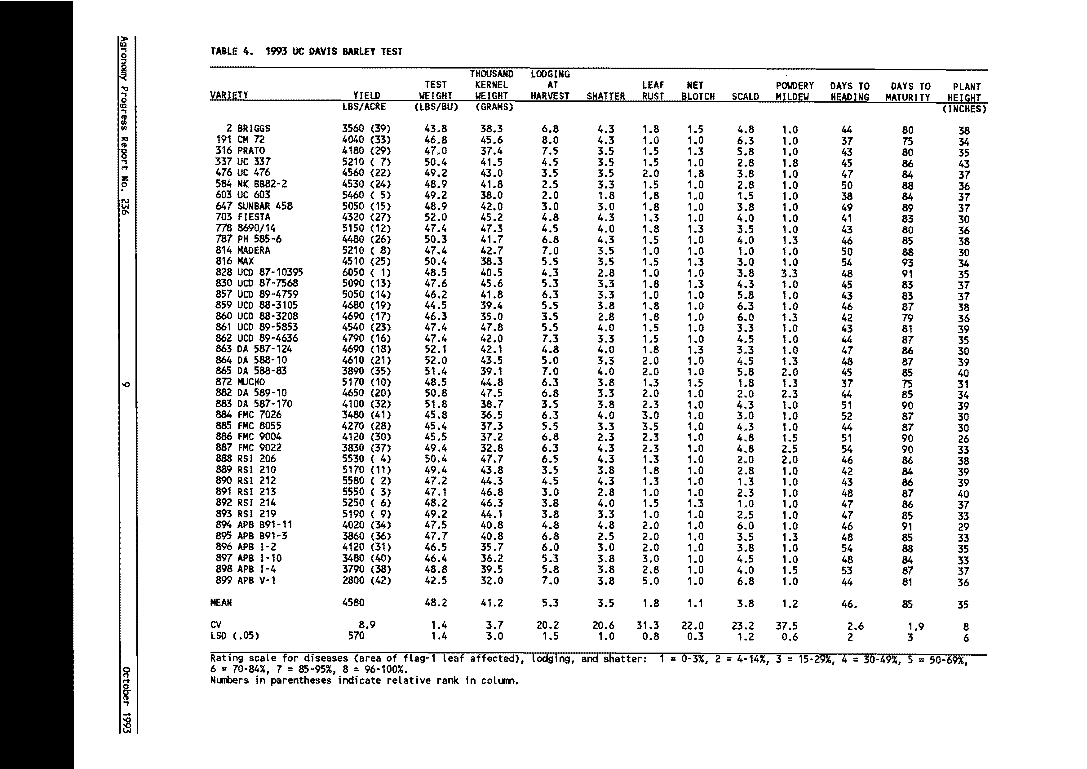 TABLE 4. 1993 UC DAVIS BARLEY TEST
THOUSAND LODGING
TEST KERNEL AT LEAF NET POWDERY DAYS TO DAYS TO PLANT
VARIETY YIELD WEIGHT WEIGHT HARVEST SHATTER RUST BLOTCH SCALD MILDEW HEADING MATURITY HEIGHT
LBS/ACRE (LBS/BU) (GRAMS) (INCHES)
2 BRIGGS 3560 (39) 43.8 38.3 6.8 4.3 1.8 1.5 4.8 1.0 44 80 38
191 CM 72 4040 (33) 46.8 45.6 8.0 4.3 1.0 1.0 6.3 1.0 37 75 34
316 PRATO 4180 (29) 47.0 37.4 7.5 3.5 1.5 1.3 5.8 1.0 43 80 35
337 UC 337 5210 ( 7) 50.4 41.5 4.5 3.5 1.5 1.0 2.8 1.8 45 86 43
476 UC 476 4560 (22) 49.2 43.0 3.5 3.5 2.0 1.8 3.8 1.0 47 84 37
584 NK 8882-2 4530 (24) 48.9 41.8 2.5 3.3 1.5 1.0 2.8 1.0 50 88 36
603 UC 603 5460 ( 5) 49.2 38.0 2.0 1.8 1.8 1.0 1.5 1.0 38 84 37
647 SUNBAR 458 5050 (15) 48.9 42.0 3.0 3.0 1.8 1.0 3.8 1.0 49 89 37
703 FIESTA 4320 (27) 52.0 45.2 4.8 4.3 1.3 1.0 4.0 1.0 41 83 30
778 8690/14 5150 (12) 47.4 47.3 4.5 4.0 1.8 1.3 3.5 1.0 43 80 36
787 PH 585-6 4480 (26) 50.3 41.7 6.8 4.3 1.5 1.0 4.0 1.3 46 85 38
814 MADERA 5210 ( 8) 47.4 42.7 7.0 3.5 1.0 1.0 1.0 1.0 50 88 30
816 MAX 4510 (25) 50.4 38.3 5.5 3.5 1.5 1.3 3.0 1.0 54 93 34
828 UCD 87-10395 6050 ( 1) 48.5 40.5 4.3 2.8 1.0 1.0 3.8 3.3 48 91 35
830 UCD 87-7568 5090 (13) 47.6 45.6 5.3 3.3 1.8 1.3 4.3 1.0 45 83 37
857 UCD 89-4759 5050 (14) 46.2 41.8 6.3 3.3 1.0 1.0 5.8 1.0 43 83 37
859 UCD 88-3105 4680 (19) 44.5 39.4 5.5 3.8 1.8 1.0 6.3 1.0 46 87 38
860 UCD 88-3208 4690 (17) 46.3 35.0 3.5 2.8 1.8 1.0 6.0 1.3 42 79 36
861 UCD 89-5853 4540 (23) 47.4 47.8 5.5 4.0 1.5 1.0 3.3 1.0 43 81 39
862 UCD 89-4636 4790 (16) 47.4 42.0 7.3 3.3 1.5 1.0 4.5 1.0 44 87 35
863 DA 587-124 4690 (18) 52.1 42.1 4.8 4.0 1.8 1.3 3.3 1.0 47 86 30
864 DA 588-10 4610 (21) 52.0 43.5 5.0 3.3 2.0 1.0 4.5 1.3 48 87 39
865 DA 588-83 3890 (35) 51.4 39.1 7.0 4.0 2.0 1.0 5.8 2.0 45 85 40
872 MUCHO 5170 (10) 48.5 44.8 6.3 3.8 1.3 1.5 1.8 1.3 37 75 31
882 DA 589-10 4650 (20) 50.8 47.5 6.8 3.3 2.0 1.0 2.0 2.3 44 85 34
883 DA 587-170 4100 (32) 51.8 38.7 3.5 3.8 2.3 1.0 4.3 1.0 51 90 39
884 FMC 7026 3480 (41) 45.8 36.5 6.3 4.0 3.0 1.0 3.0 1.0 52 87 30
885 FMC 8055 4270 (28) 45.4 37.3 5.5 3.3 3.5 1.0 4.3 1.0 44 87 30
886 FMC 9004 4120 (30) 45.5 37.2 6.8 2.3 2.3 1.0 4.8 1.5 51 90 26
887 FMC 9022 3830 (37) 49.4 32.8 6.3 4.3 2.3 1.0 4.8 2.5 54 90 33
888 RSI 206 5530 ( 4) 50.4 47.7 6.5 4.3 1.3 1.0 2.0 2.0 46 86 38
889 RSI 210 5170 (11) 49.4 43.8 3.5 3.8 1.8 1.0 2.8 1.0 42 84 39
890 RSI 212 5580 ( 2) 47.2 44.3 4.5 4.3 1.3 1.0 1.3 1.0 43 86 39
891 RSI 213 5550 ( 3) 47.1 46.8 3.0 2.8 1.0 1.0 2.3 1.0 48 87 40
892 RSI 214 5250 ( 6) 48.2 46.3 3.8 4.0 1.5 1.3 1.0 1.0 47 86 37
893 RSI 219 5190 ( 9) 49.2 44.1 3.8 3.3 1.0 1.0 2.5 1.0 47 85 33
894 APB B91-11 4020 (34) 47.5 40.8 4.8 4.8 2.0 1.0 6.0 1.0 46 91 29
895 APB B91-3 3860 (36) 47.7 40.8 6.8 2.5 2.0 1.0 3.5 1.3 48 85 33
896 APB I-2 4120 (31) 46.5 35.7 6.0 3.0 2.0 1.0 3.8 1.0 54 88 35
897 APB I-10 3480 (40) 46.4 36.2 5.3 3.8 3.0 1.0 4.5 1.0 48 84 33
898 APB I-4 3790 (38) 48.8 39.5 5.8 3.8 2.8 1.0 4.0 1.5 53 87 37
899 APB V-1 2800 (42) 42.5 32.0 7.0 3.8 5.0 1.0 6.8 1.0 44 81 36
MEAN 4580 48.2 41.2 5.3 3.5 1.8 1.1 3.8 1.2 46. 85 35
CV 8.9 1.4 3.7 20.2 20.6 31.3 22.0 23.2 37.5 2.6 1.9 8
LSD (.05) 570 1.4 3.0 1.5 1.0 0.8 0.3 1.2 0.6 2 3 6
Rating scale for diseases (area of flag-1 leaf affected), lodging, and shatter: 1 = 0-3%, 2 = 4-14%, 3 = 15-29%, 4 = 30-49%, 5 = 50-69%,
6 = 70-84%, 7 = 85-95%, 8 = 96-100%.
Numbers in parentheses indicate relative rank in column.
Agronomy Progress Report No. 236
9
October 1993